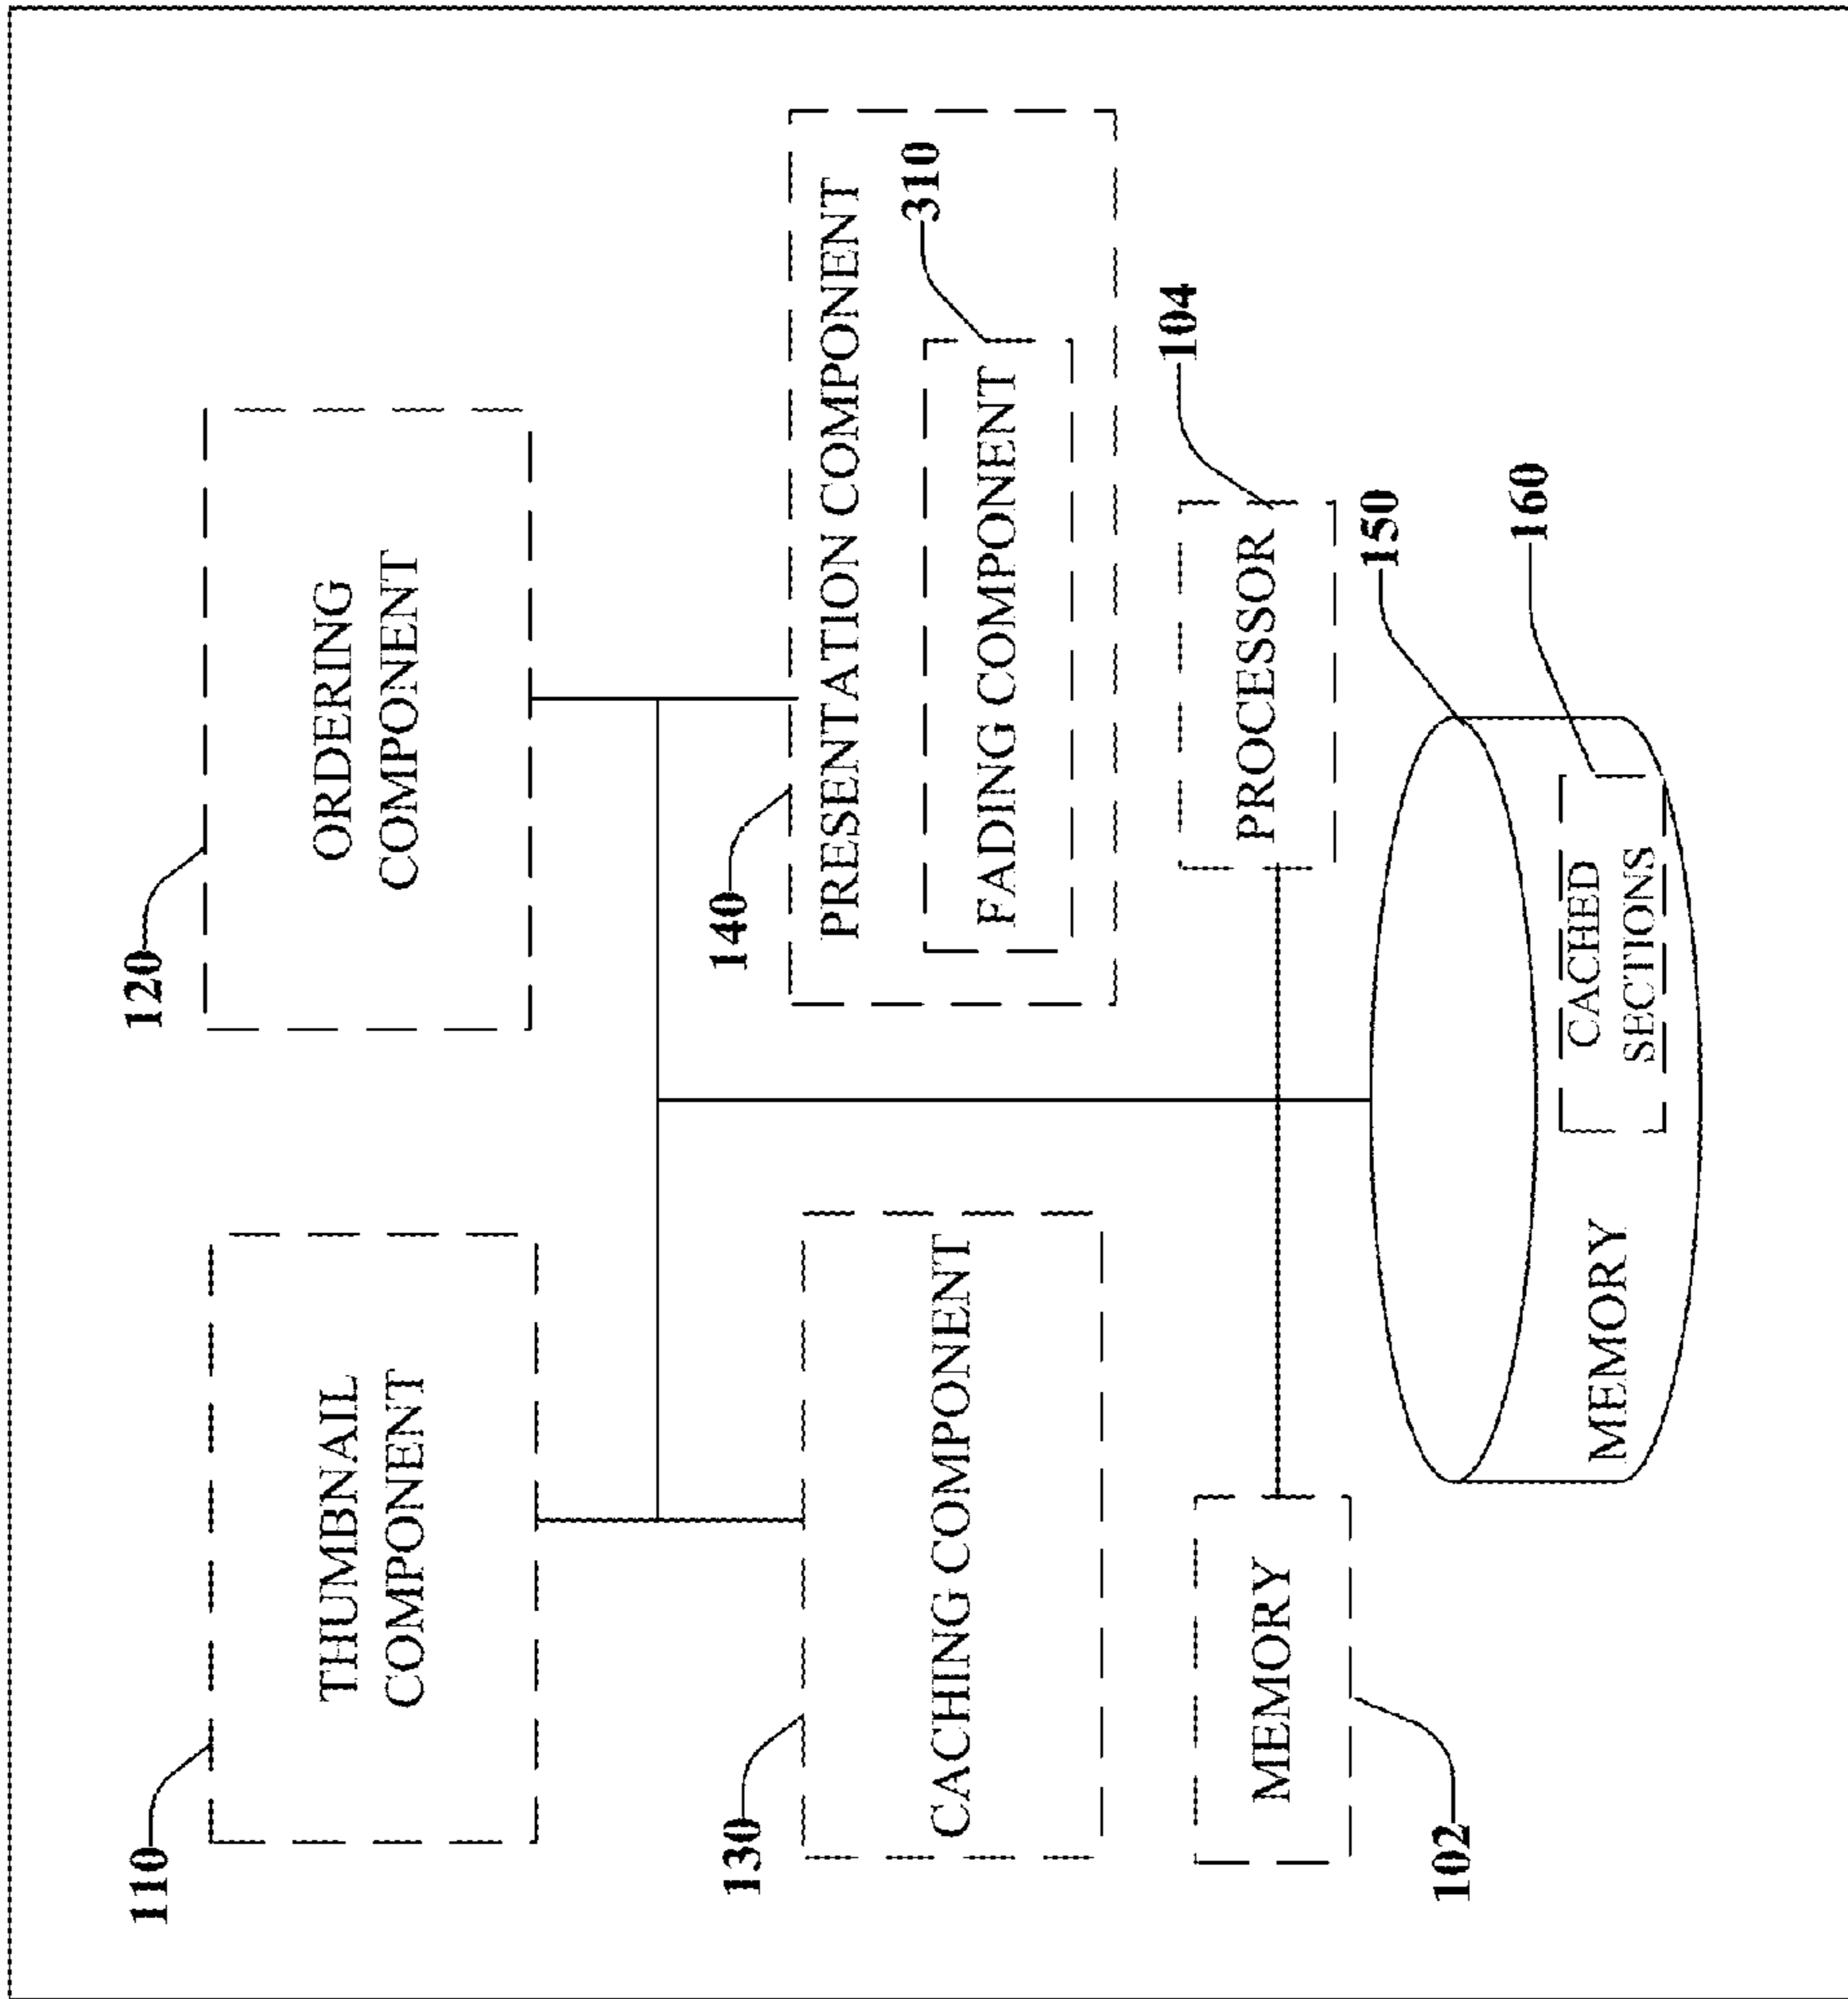 110
THUMBNAIL
COMPONENT
120
ORDERING
COMPONENT
130
CACHING COMPONENT
140
PRESENTATION COMPONENT
310
FADING COMPONENT
102
MEMORY
104
PROCESSOR
150
MEMORY
160
CACHED
SECTIONS